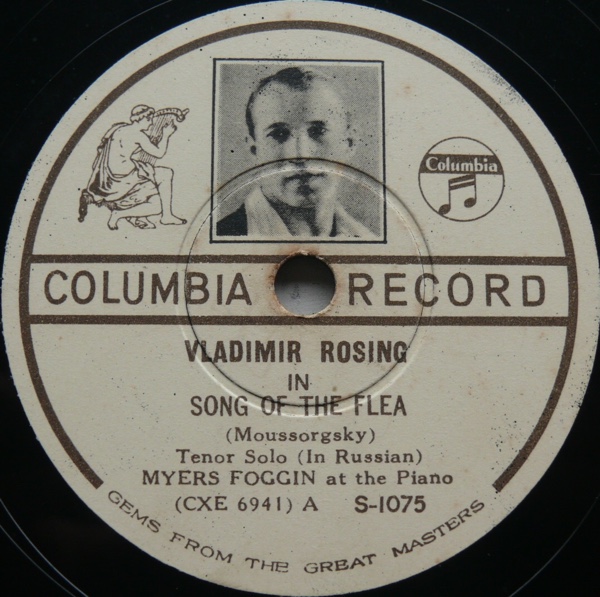 Columbia
COLUMBIA RECORD
VLADIMIR ROSING
IN
SONG OF THE FLEA
(Moussorgsky)
Tenor Solo (In Russian)
MYERS FOGGIN at the Piano
(CXE 6941) A S-1075
GEMS FROM THE GREAT MASTERS